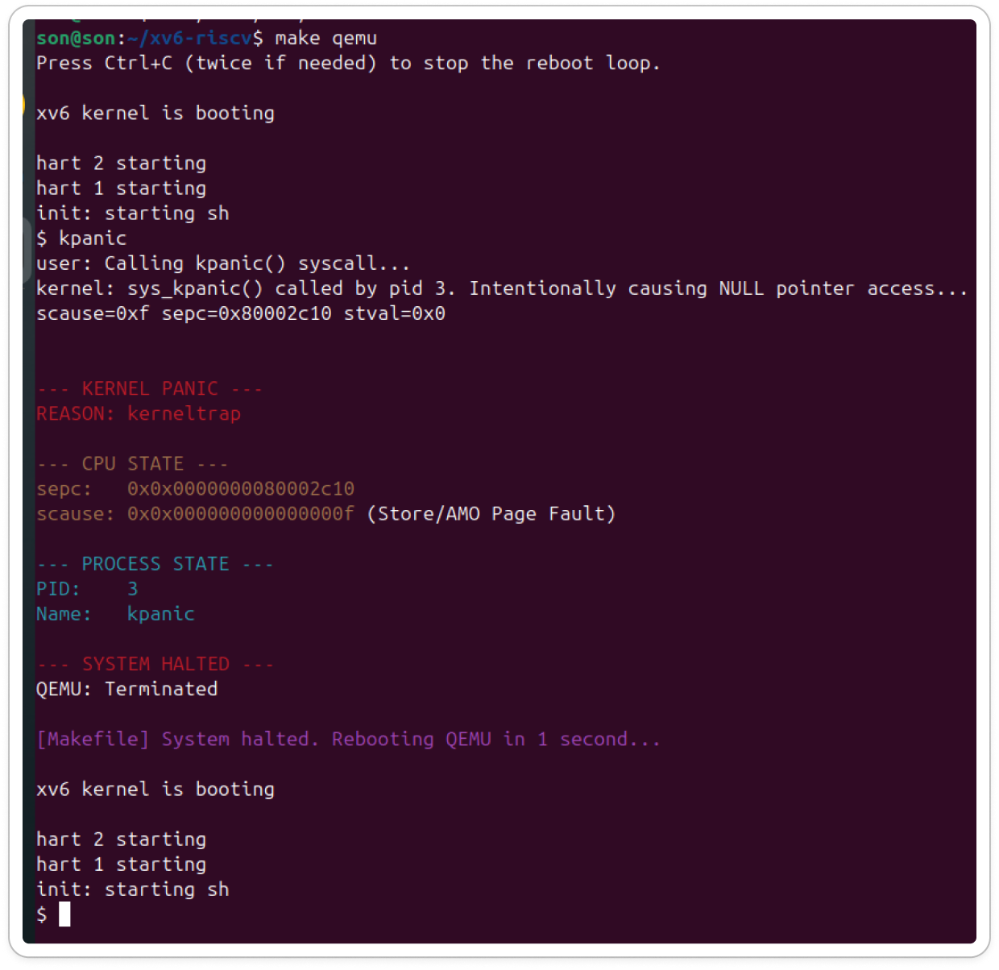 son@son:~/xv6-riscv$ make qemu
Press Ctrl+C (twice if needed) to stop the reboot loop.
xv6 kernel is booting
hart 2 starting
hart 1 starting
init: starting sh
$ kpanic
user: Calling kpanic() syscall...
kernel: sys_kpanic() called by pid 3. Intentionally causing NULL pointer access...
scause=0xf sepc=0x80002c10 stval=0x0
--- KERNEL PANIC ---
REASON: kerneltrap
--- CPU STATE ---
sepc:   0x0x0000000080002c10
scause: 0x0x000000000000000f (Store/AMO Page Fault)
--- PROCESS STATE ---
PID:    3
Name:   kpanic
--- SYSTEM HALTED ---
QEMU: Terminated
[Makefile] System halted. Rebooting QEMU in 1 second...
xv6 kernel is booting
hart 2 starting
hart 1 starting
init: starting sh
$